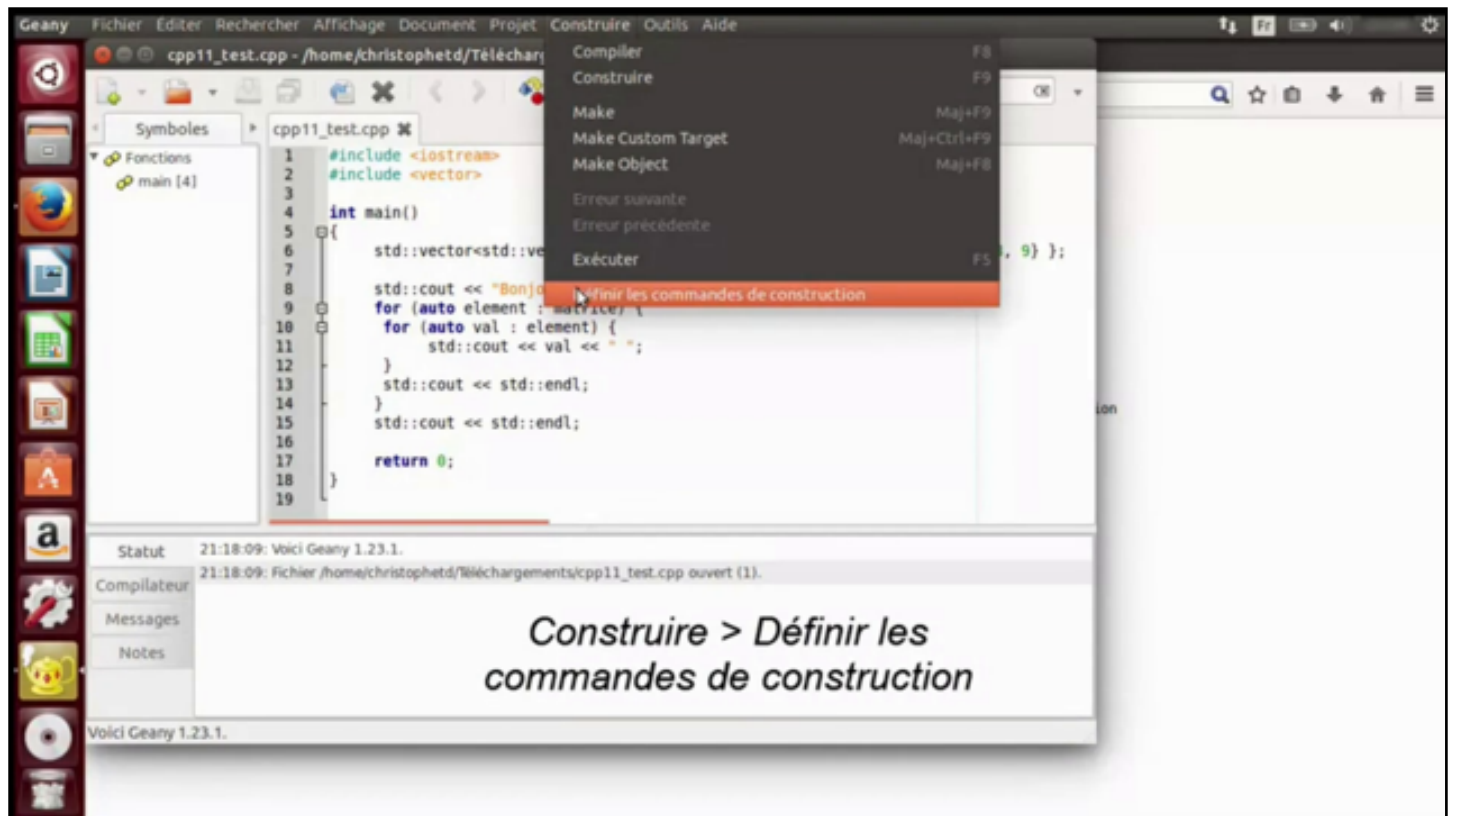 Geany Fichier Éditer Rechercher Affichage Document Projet Construire Outils Aide Fr
cpp11_test.cpp - /home/christophetd/Téléchar
Compiler F8
Construire F9
Make Maj+F9
Make Custom Target Maj+Ctrl+F9
Make Object Maj+F8
Erreur suivante
Erreur précédente
Exécuter F5
Définir les commandes de construction
Symboles
cpp11_test.cpp
Fonctions
main [4]
1 #include <iostream>
2 #include <vector>
3
4 int main()
5 {
6 std::vector<std::ve , 9} };
7
8 std::cout << "Bonjo
9 for (auto element : matrice) {
10 for (auto val : element) {
11 std::cout << val << " ";
12 }
13 std::cout << std::endl;
14 }
15 std::cout << std::endl;
16
17 return 0;
18 }
19
ion
Statut
Compilateur
Messages
Notes
21:18:09: Voici Geany 1.23.1.
21:18:09: Fichier /home/christophetd/Téléchargements/cpp11_test.cpp ouvert (1).
Construire > Définir les
commandes de construction
Voici Geany 1.23.1.
a